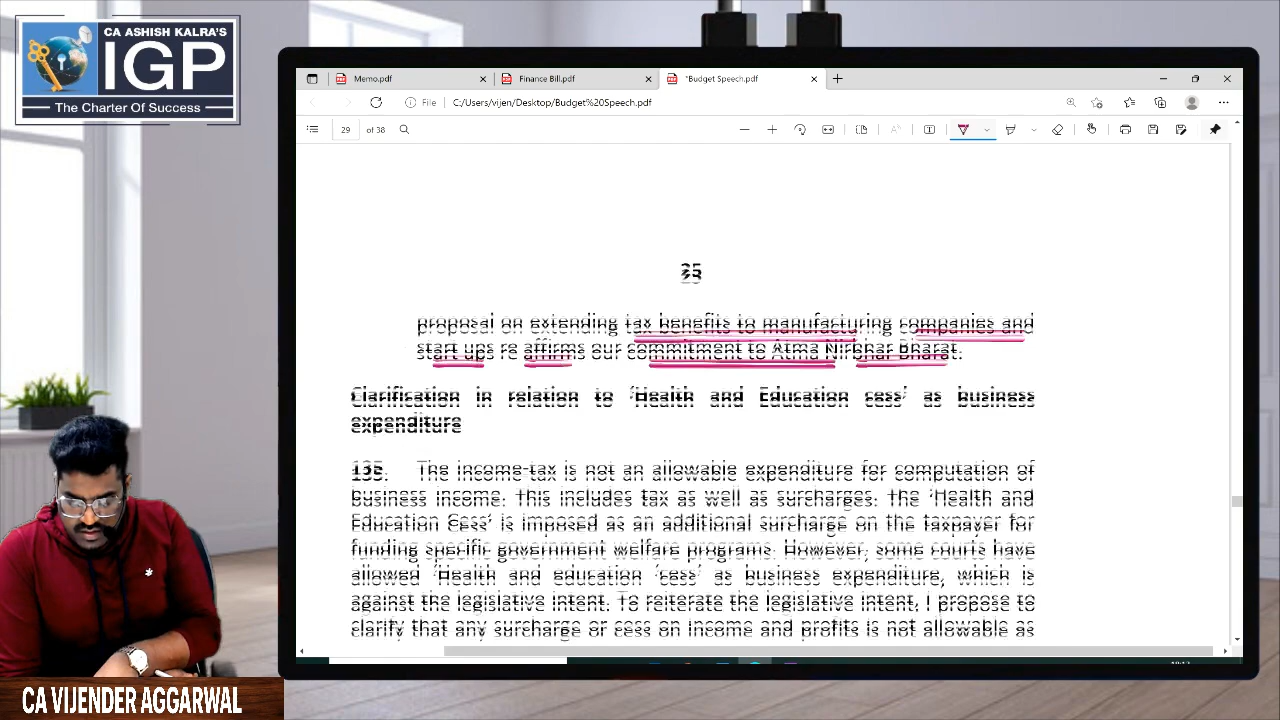 CA ASHISH KALRA'S
IGP
The Charter Of Success
Memo.pdf
Finance Bill.pdf
*Budget Speech.pdf
File
C:/Users/vijen/Desktop/Budget%20Speech.pdf
29 of 38
proposal on extending tax benefits to manufacturing companies and
start ups re affirms our commitment to Atma Nirbhar Bharat.
Clarification in relation to 'Health and Education cess' as business
expenditure
135. The income-tax is not an allowable expenditure for computation of
business income. This includes tax as well as surcharges. The 'Health and
Education Cess' is imposed as an additional surcharge on the taxpayer for
funding specific government welfare programs. However, some courts have
allowed 'Health and education 'cess' as business expenditure, which is
against the legislative intent. To reiterate the legislative intent, I propose to
clarify that any surcharge or cess on income and profits is not allowable as
CA VIJENDER AGGARWAL